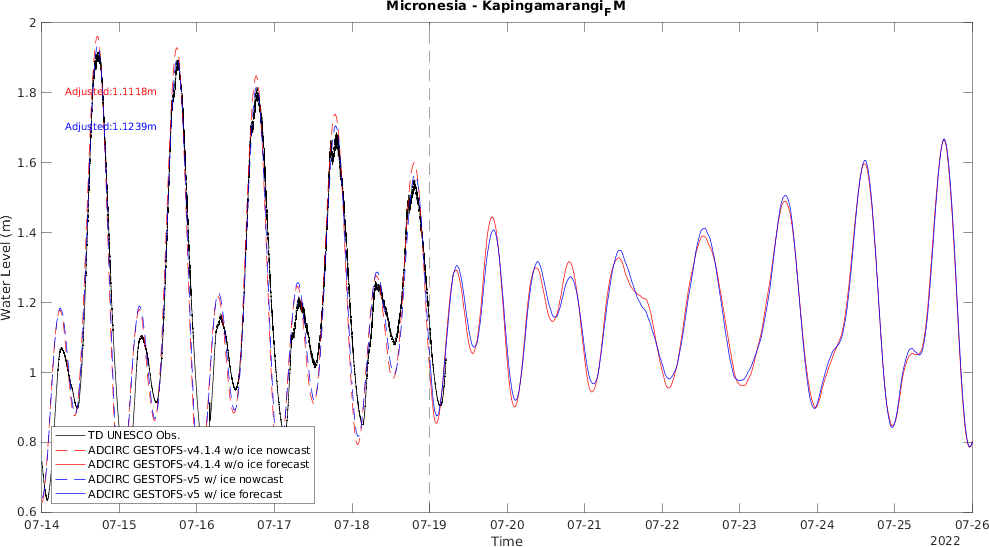 Micronesia - Kapingamarangi_FM
2
1.8
1.6
1.4
1.2
1
0.8
0.6
Water Level (m)
Adjusted:1.1118m
Adjusted:1.1239m
TD UNESCO Obs.
ADCIRC GESTOFS-v4.1.4 w/o ice nowcast
ADCIRC GESTOFS-v4.1.4 w/o ice forecast
ADCIRC GESTOFS-v5 w/ ice nowcast
ADCIRC GESTOFS-v5 w/ ice forecast
07-14 07-15 07-16 07-17 07-18 07-19 07-20 07-21 07-22 07-23 07-24 07-25 07-26
Time
2022